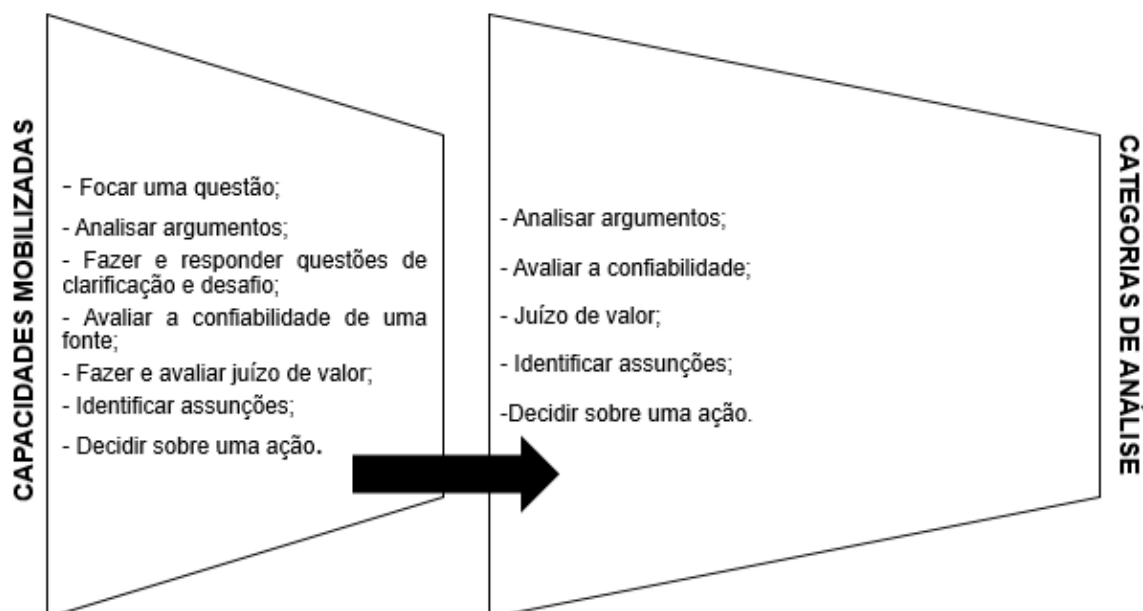 CAPACIDADES MOBILIZADAS
- Focar uma questão;
- Analisar argumentos;
- Fazer e responder questões de
clarificação e desafio;
- Avaliar a confiabilidade de uma
fonte;
- Fazer e avaliar juízo de valor;
- Identificar assunções;
- Decidir sobre uma ação.
- Analisar argumentos;
- Avaliar a confiabilidade;
- Juízo de valor;
- Identificar assunções;
-Decidir sobre uma ação.
CATEGORIAS DE ANÁLISE